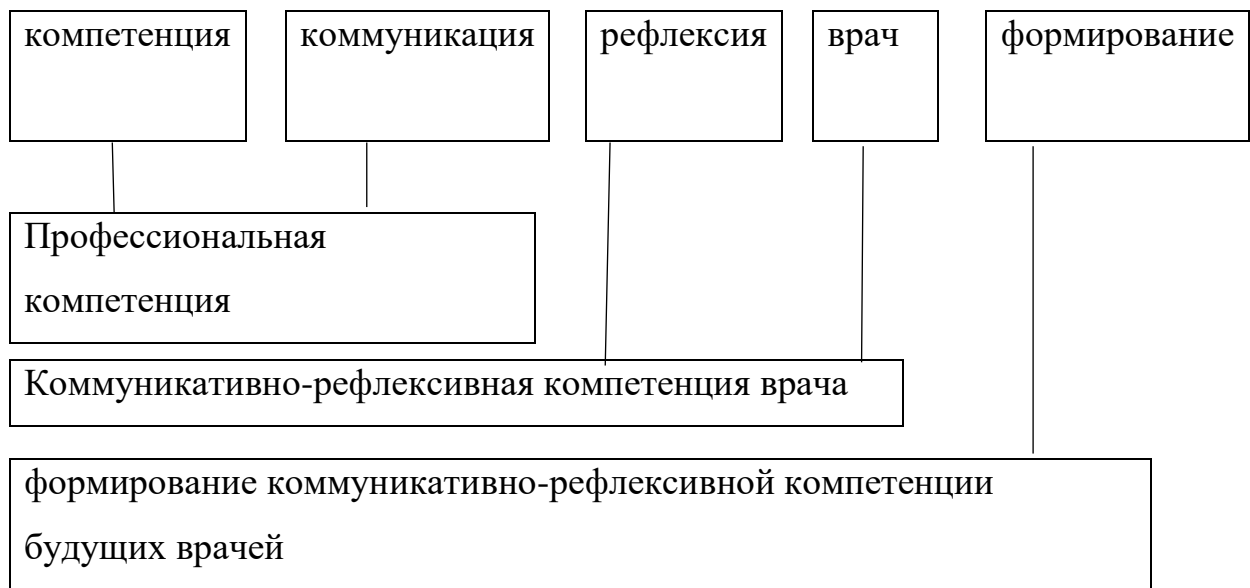 компетенция
коммуникация
рефлексия
врач
формирование
Профессиональная
компетенция
Коммуникативно-рефлексивная компетенция врача
формирование коммуникативно-рефлексивной компетенции
будущих врачей